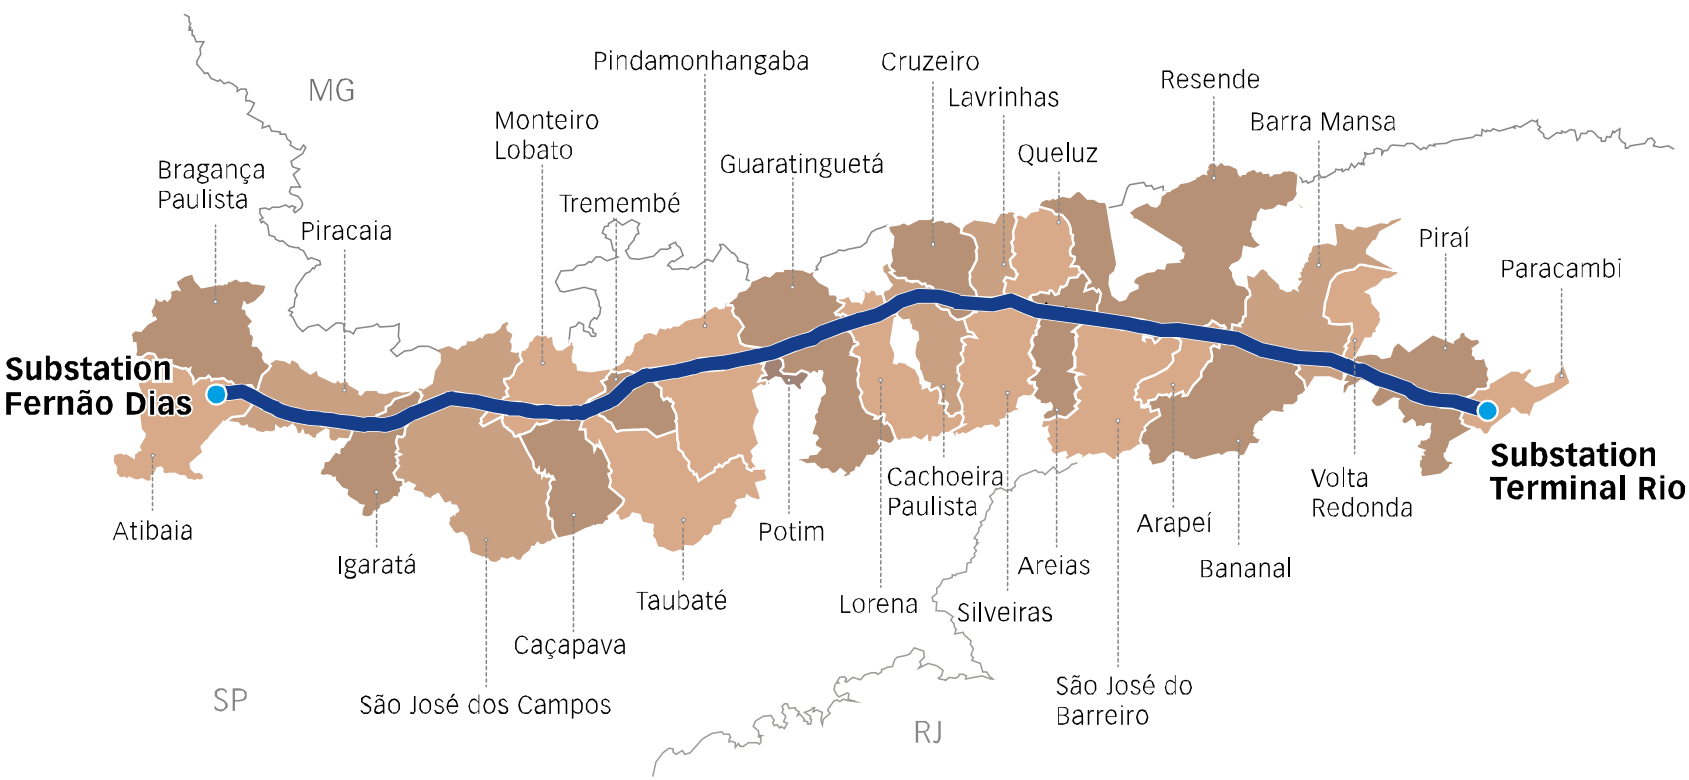 MG
Pindamonhangaba
Cruzeiro
Lavrinhas
Resende
Monteiro
Lobato
Barra Mansa
Queluz
Guaratinguetá
Bragança
Paulista
Tremembé
Piracaia
Piraí
Paracambi
Substation
Fernão Dias
Substation
Terminal Rio
Atibaia
Igaratá
Cachoeira
Paulista
Volta
Redonda
Potim
Arapeí
Areias
Bananal
Taubaté
Lorena
Silveiras
Caçapava
São José dos Campos
São José do
Barreiro
SP
RJ